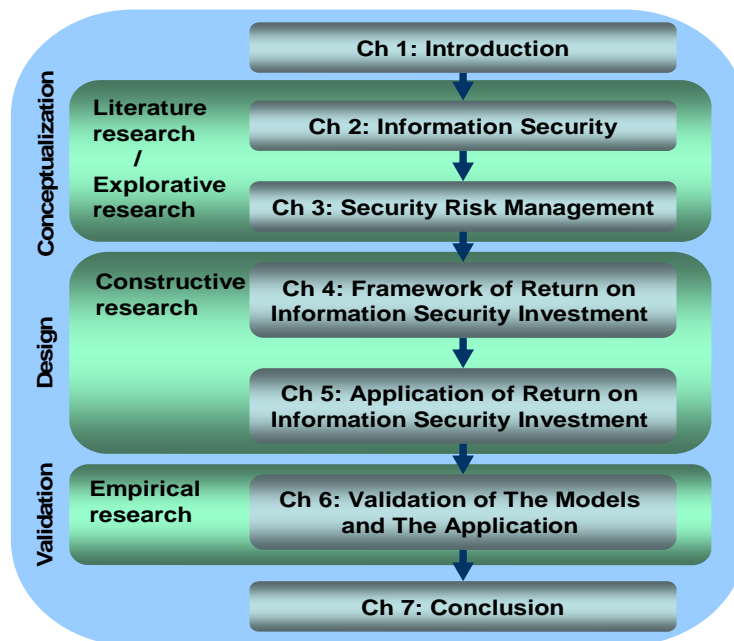 Ch 1: Introduction
Conceptualization
Literature
research
/
Explorative
research
Ch 2: Information Security
Ch 3: Security Risk Management
Design
Constructive
research
Ch 4: Framework of Return on
Information Security Investment
Ch 5: Application of Return on
Information Security Investment
Validation
Empirical
research
Ch 6: Validation of The Models
and The Application
Ch 7: Conclusion